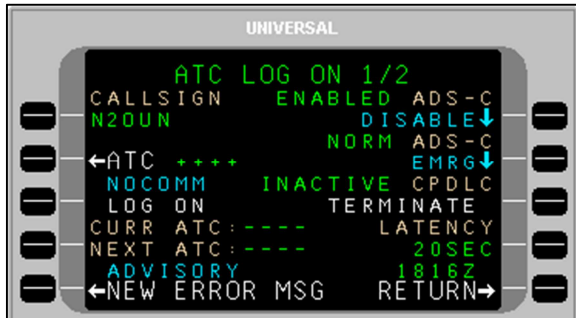 UNIVERSAL
ATC LOG ON 1/2
CALLSIGN ENABLED ADS-C
N20UN DISABLE↓
NORM ADS-C
←ATC ++++ EMRG↓
NOCOMM INACTIVE CPDLC
LOG ON TERMINATE
CURR ATC:---- LATENCY
NEXT ATC:---- 20SEC
ADVISORY 1816Z
←NEW ERROR MSG RETURN→